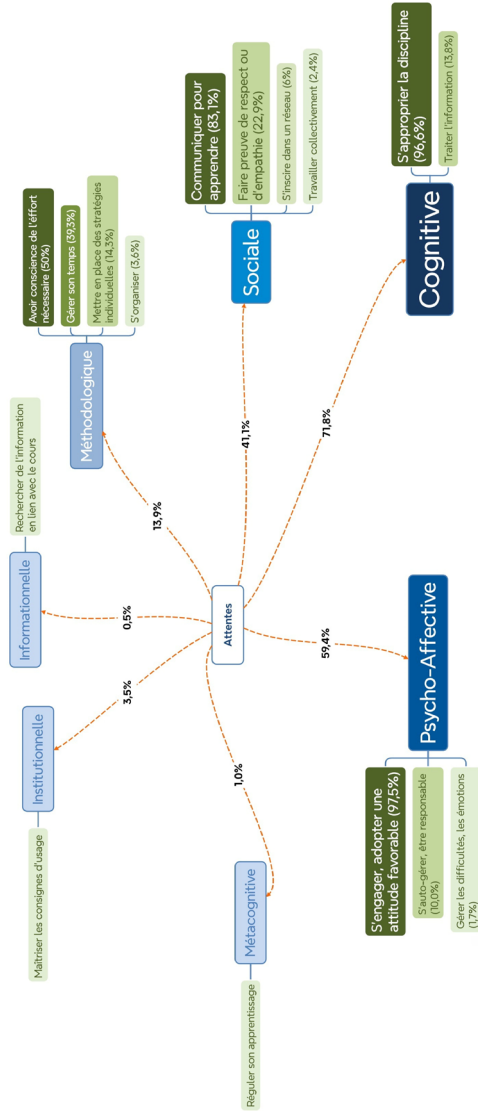 Attentes
71,8%
Cognitive
S'approprier la discipline
(96,6%)
Traiter l'information (13,8%)
41,1%
Sociale
Communiquer pour
apprendre (83,1%)
Faire preuve de respect ou
d'empathie (22,9%)
S'inscire dans un réseau (6%)
Travailler collectivement (2,4%)
13,9%
Méthodologique
Avoir conscience de l'éffort
nécessaire (50%)
Gérer son temps (39,3%)
Mettre en place des stratégies
individuelles (14,3%)
S'organiser (3,6%)
0,5%
Informationnelle
Rechercher de l'information
en lien avec le cours
3,5%
Institutionnelle
Maîtriser les consignes d'usage
1,0%
Métacognitive
Réguler son apprentissage
59,4%
Psycho-Affective
S'engager, adopter une
attitude favorable (97,5%)
S'auto-gérer, être responsable
(10,0%)
Gérer les difficultés, les émotions
(1,7%)